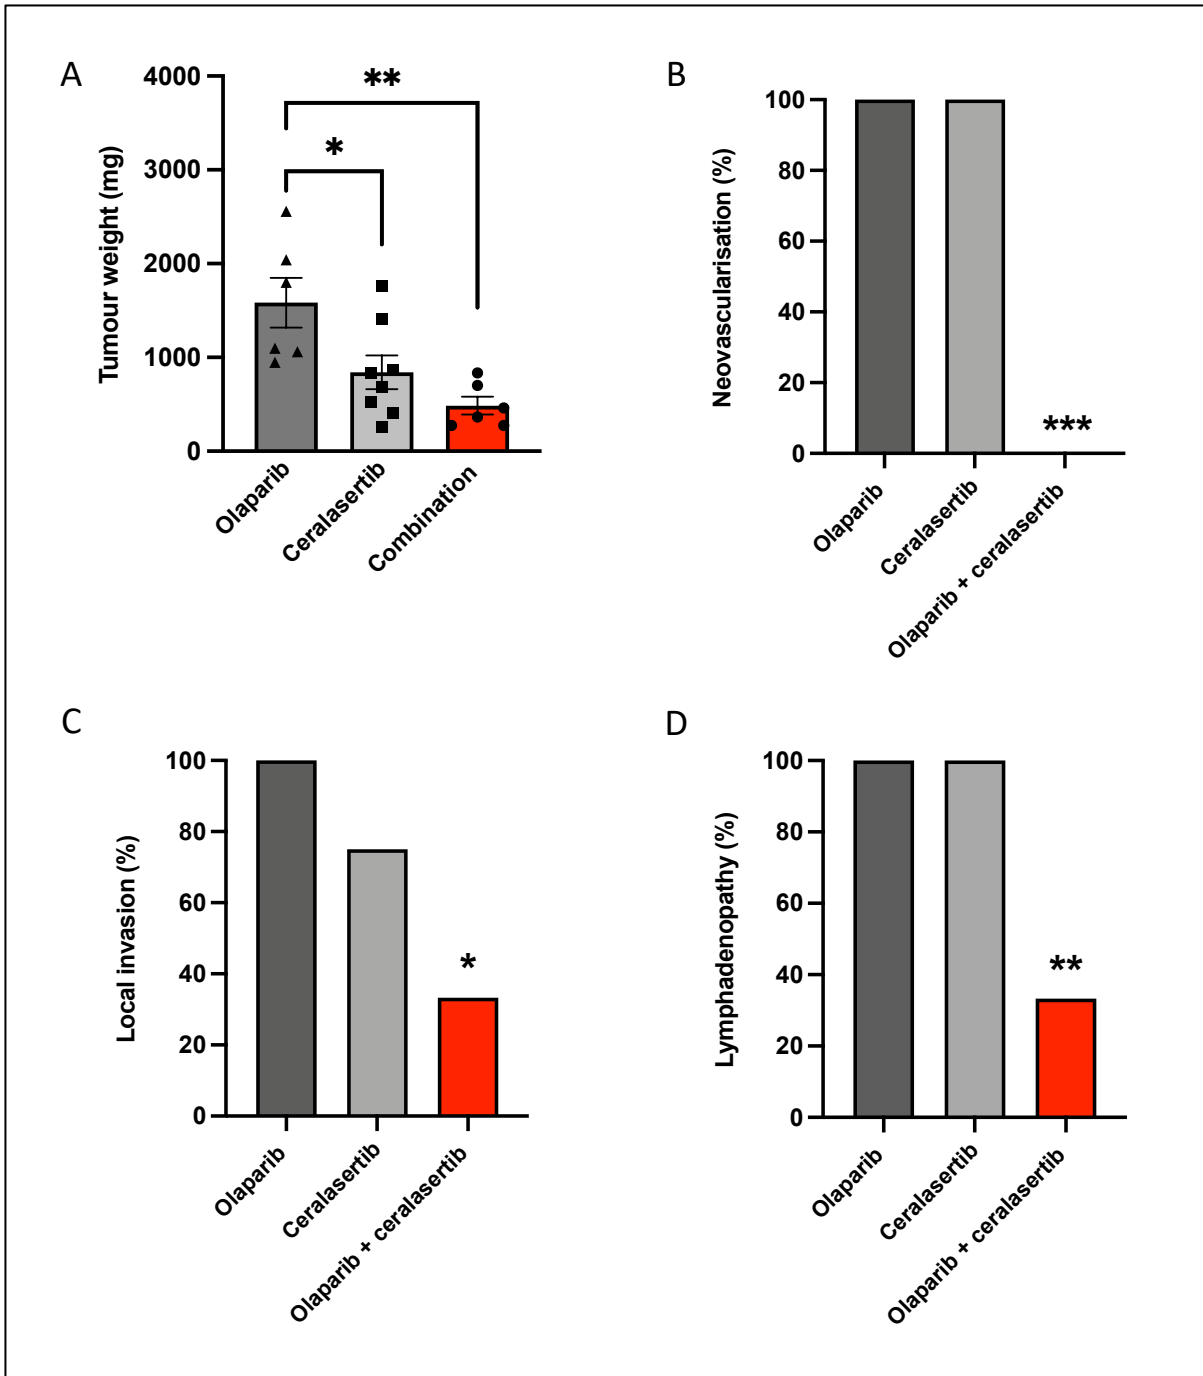 A
Tumour weight (mg)
4000
3000
2000
1000
0
**
*
Olaparib
Ceralasertib
Combination
B
Neovascularisation (%)
100
80
60
40
20
0
***
Olaparib
Ceralasertib
Olaparib + ceralasertib
C
Local invasion (%)
100
80
60
40
20
0
*
Olaparib
Ceralasertib
Olaparib + ceralasertib
D
Lymphadenopathy (%)
100
80
60
40
20
0
**
Olaparib
Ceralasertib
Olaparib + ceralasertib